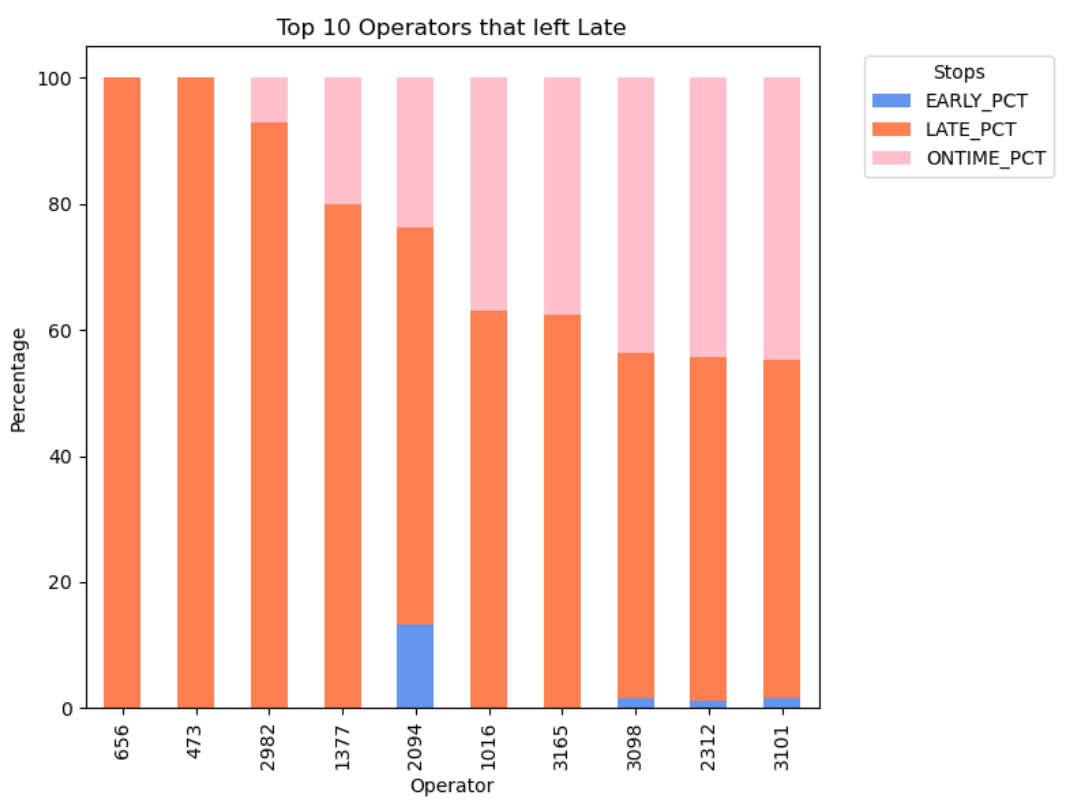 Top 10 Operators that left Late
Percentage
100
80
60
40
20
0
656
473
2982
1377
2094
1016
3165
3098
2312
3101
Operator
Stops
EARLY_PCT
LATE_PCT
ONTIME_PCT